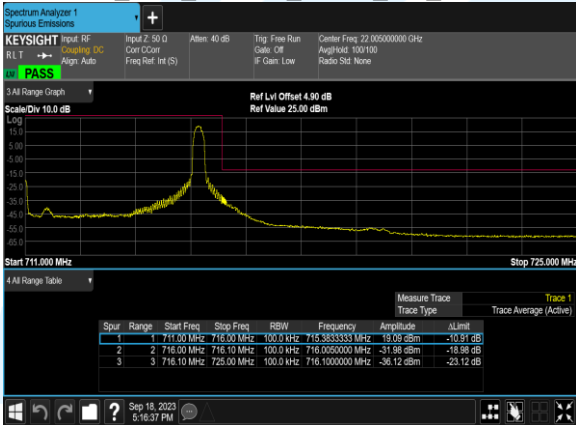 Spectrum Analyzer 1
Spurious Emissions
+
KEYSIGHT Input: RF Input Z: 50 Ω Atten: 40 dB Trig: Free Run Center Freq: 22.005000000 GHz
RLT Coupling: DC Corr CCorr Gate: Off Avg|Hold: 100/100
Align: Auto Freq Ref: Int (S) IF Gain: Low Radio Std: None
LW PASS
3 All Range Graph
Ref Lvl Offset 4.90 dB
Scale/Div 10.0 dB Ref Value 25.00 dBm
Log
15.0
5.00
-5.00
-15.0
-25.0
-35.0
-45.0
-55.0
-65.0
Start 711.000 MHz Stop 725.000 MHz
4 All Range Table
Measure Trace Trace 1
Trace Type Trace Average (Active)
Spur Range Start Freq Stop Freq RBW Frequency Amplitude ΔLimit
1 1 711.00 MHz 716.00 MHz 100.0 kHz 715.3833333 MHz 19.09 dBm -10.91 dB
2 2 716.00 MHz 716.10 MHz 100.0 kHz 716.0050000 MHz -31.98 dBm -18.98 dB
3 3 716.10 MHz 725.00 MHz 100.0 kHz 716.1000000 MHz -36.12 dBm -23.12 dB
? Sep 18, 2023
5:16:37 PM